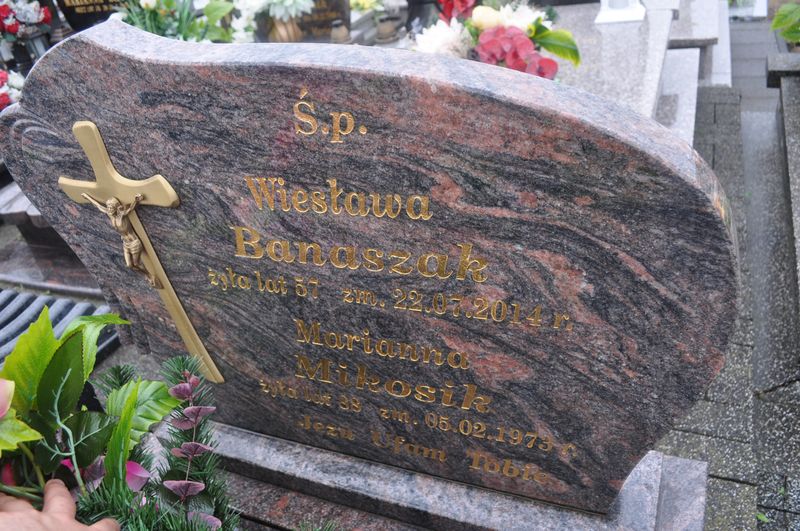 Ś.p.
Wiesława
Banaszak
żyła lat 57 zm. 22.07.2014 r.
Marianna
Mikosik
żyła lat 38 zm. 05.02.1973 r.
Jezu Ufam Tobie